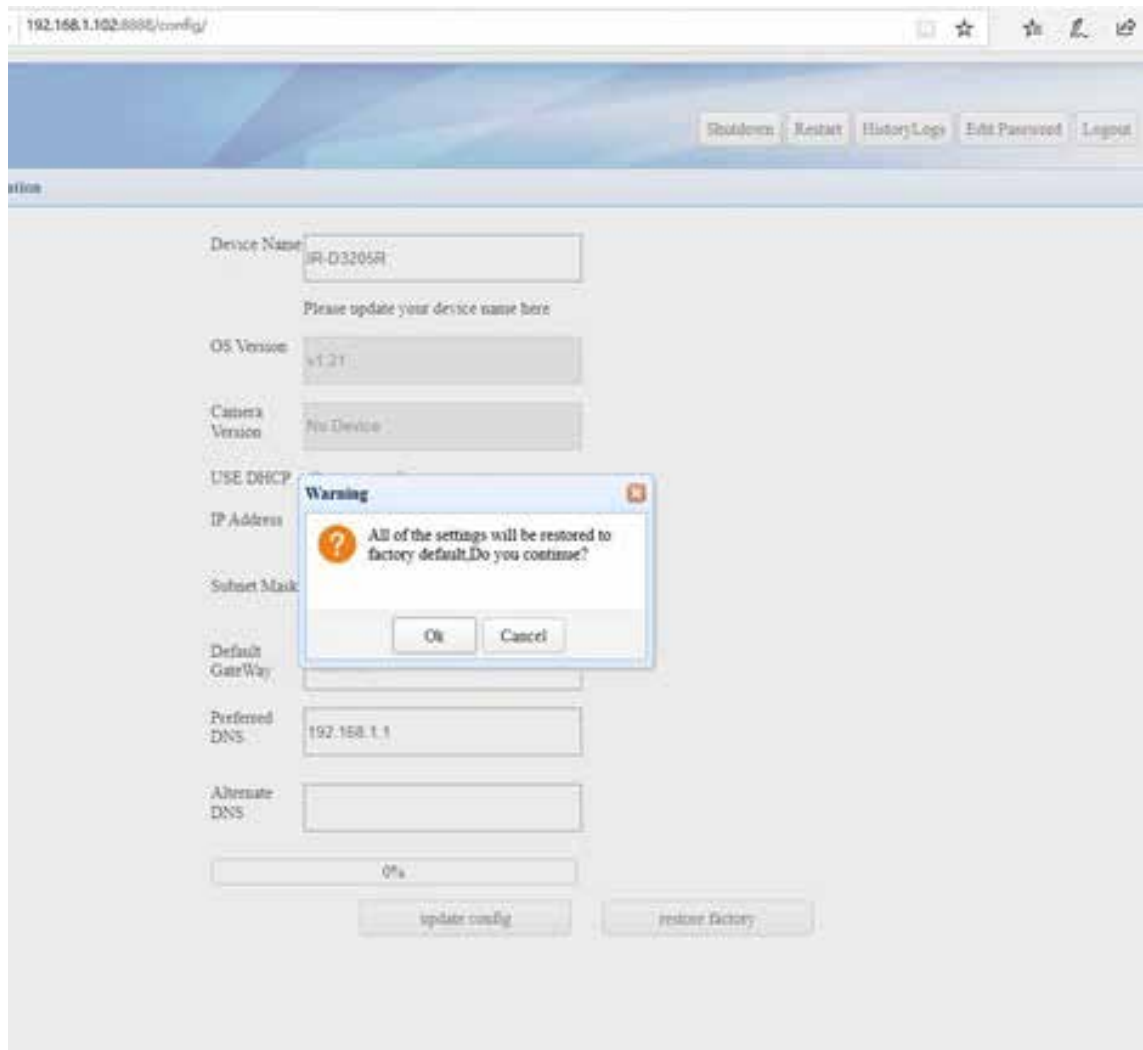 192.168.1.102:8888/config/
Shutdown Restart HistoryLogs Edit Password Logout
ation
Device Name
IR-D3205R
Please update your device name here
OS Version
v1.21
Camera
Version
No Device
USE DHCP
Warning
IP Address
All of the settings will be restored to
factory default,Do you continue?
Subnet Mask
Ok Cancel
Default
GateWay
Preferred
DNS
192.168.1.1
Alternate
DNS
0%
update config restore factory